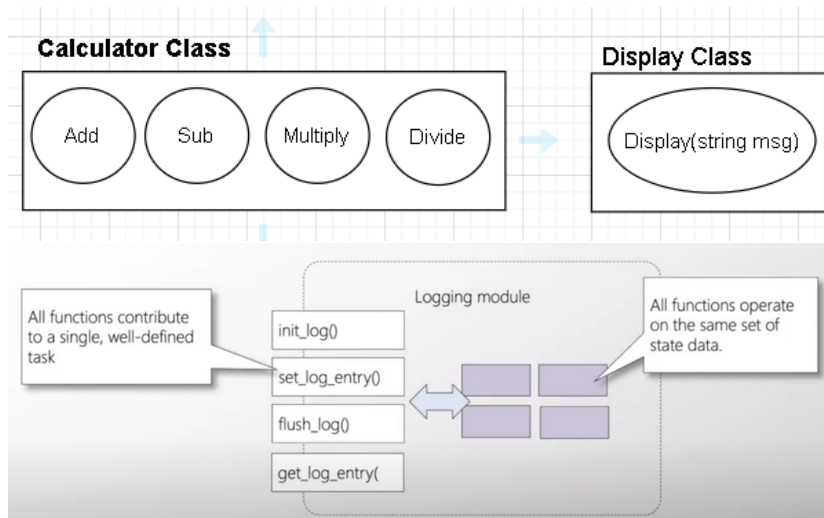 Calculator Class
Display Class
Add
Sub
Multiply
Divide
Display(string msg)
Logging module
All functions contribute
to a single, well-defined
task
init_log()
set_log_entry()
flush_log()
get_log_entry(
All functions operate
on the same set of
state data.